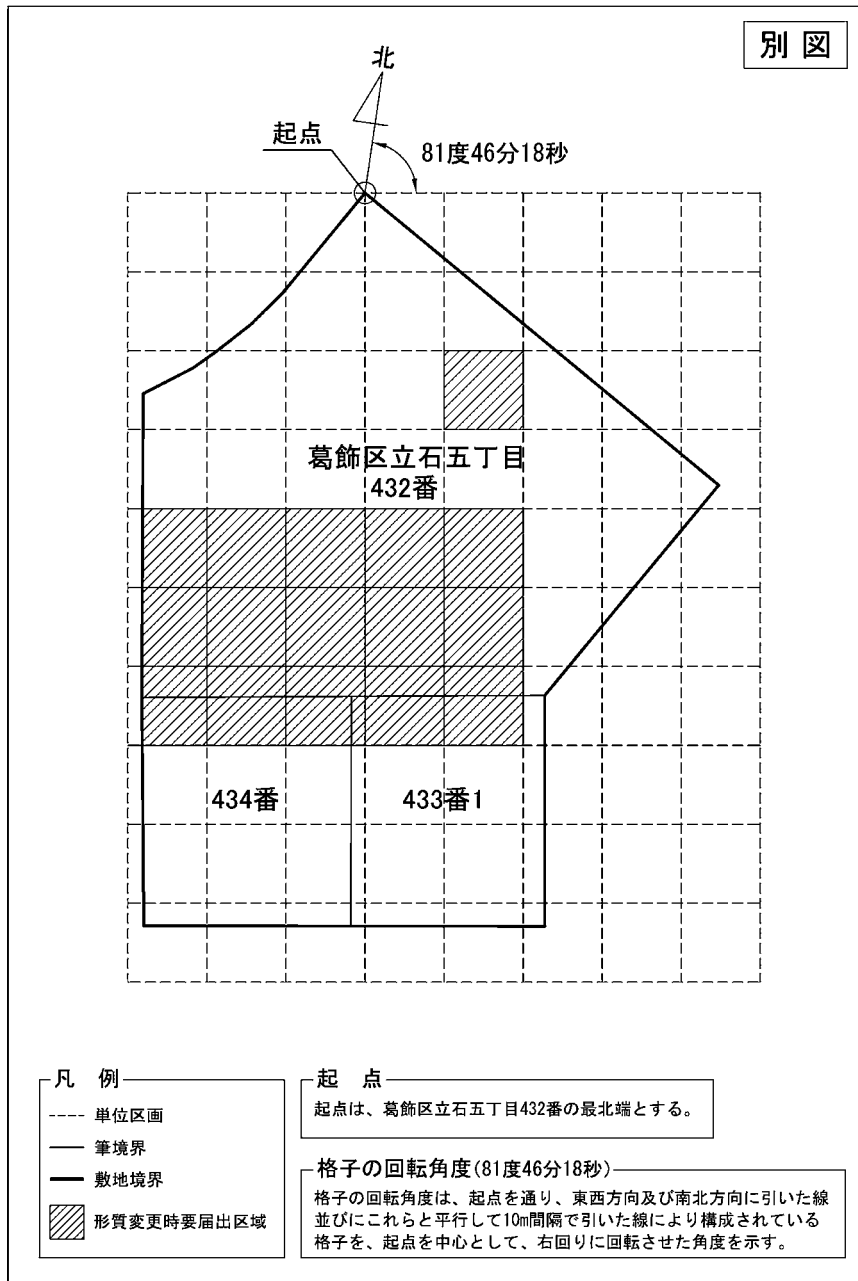 別 図
北
起点
81度46分18秒
葛飾区立石五丁目
432番
434番
433番1
凡 例
単位区画
筆境界
敷地境界
形質変更時要届出区域
起 点
起点は、葛飾区立石五丁目432番の最北端とする。
格子の回転角度(81度46分18秒)
格子の回転角度は、起点を通り、東西方向及び南北方向に引いた線
並びにこれらと平行して10m間隔で引いた線により構成されている
格子を、起点を中心として、右回りに回転させた角度を示す。